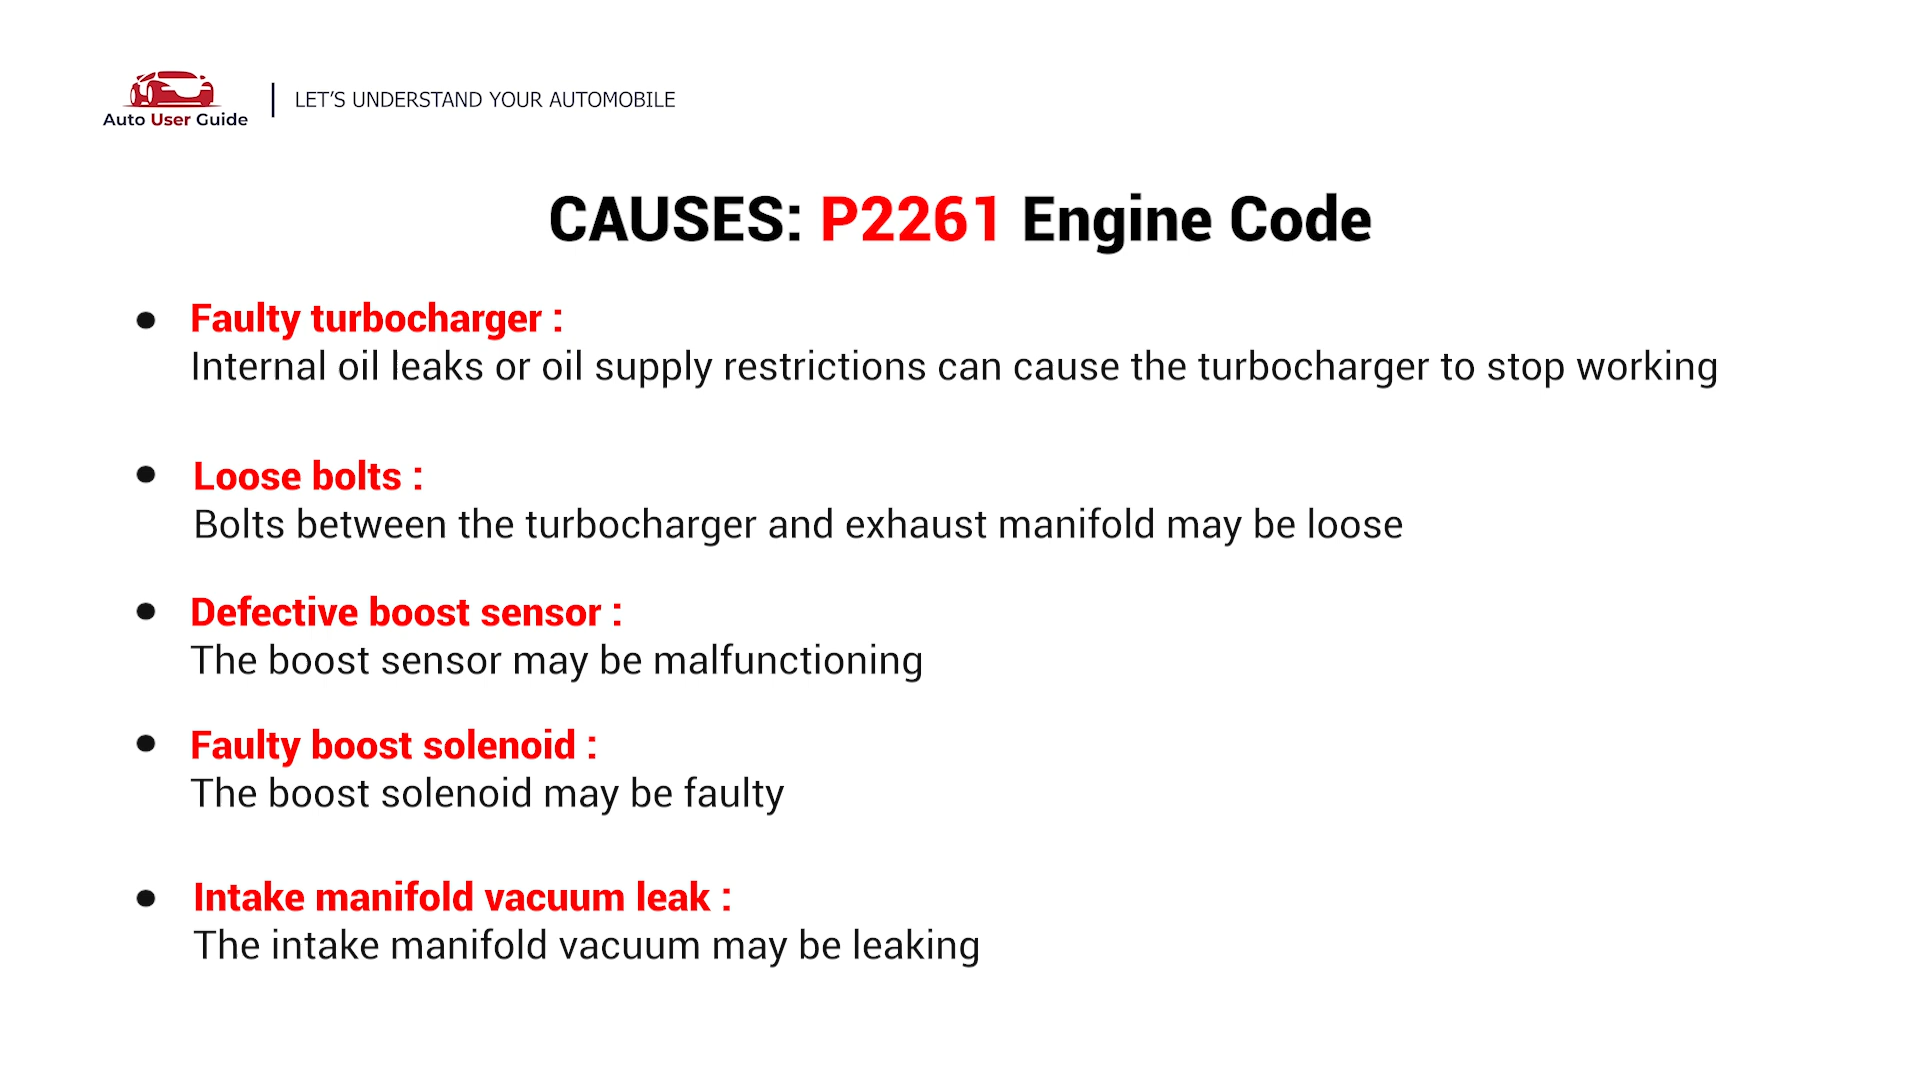 Auto User Guide
LET'S UNDERSTAND YOUR AUTOMOBILE
CAUSES: P2261 Engine Code
Faulty turbocharger :
Internal oil leaks or oil supply restrictions can cause the turbocharger to stop working
Loose bolts :
Bolts between the turbocharger and exhaust manifold may be loose
Defective boost sensor :
The boost sensor may be malfunctioning
Faulty boost solenoid :
The boost solenoid may be faulty
Intake manifold vacuum leak :
The intake manifold vacuum may be leaking